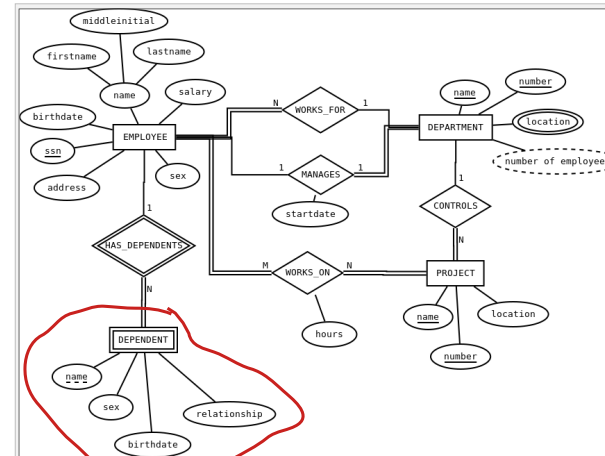 middleinitial
firstname
lastname
name
salary
birthdate
EMPLOYEE
ssn
address
sex
N
WORKS_FOR
1
name
number
DEPARTMENT
location
number of employee
1
MANAGES
1
startdate
1
CONTROLS
N
1
HAS_DEPENDENTS
N
M
WORKS_ON
N
hours
PROJECT
name
number
location
DEPENDENT
name
sex
birthdate
relationship